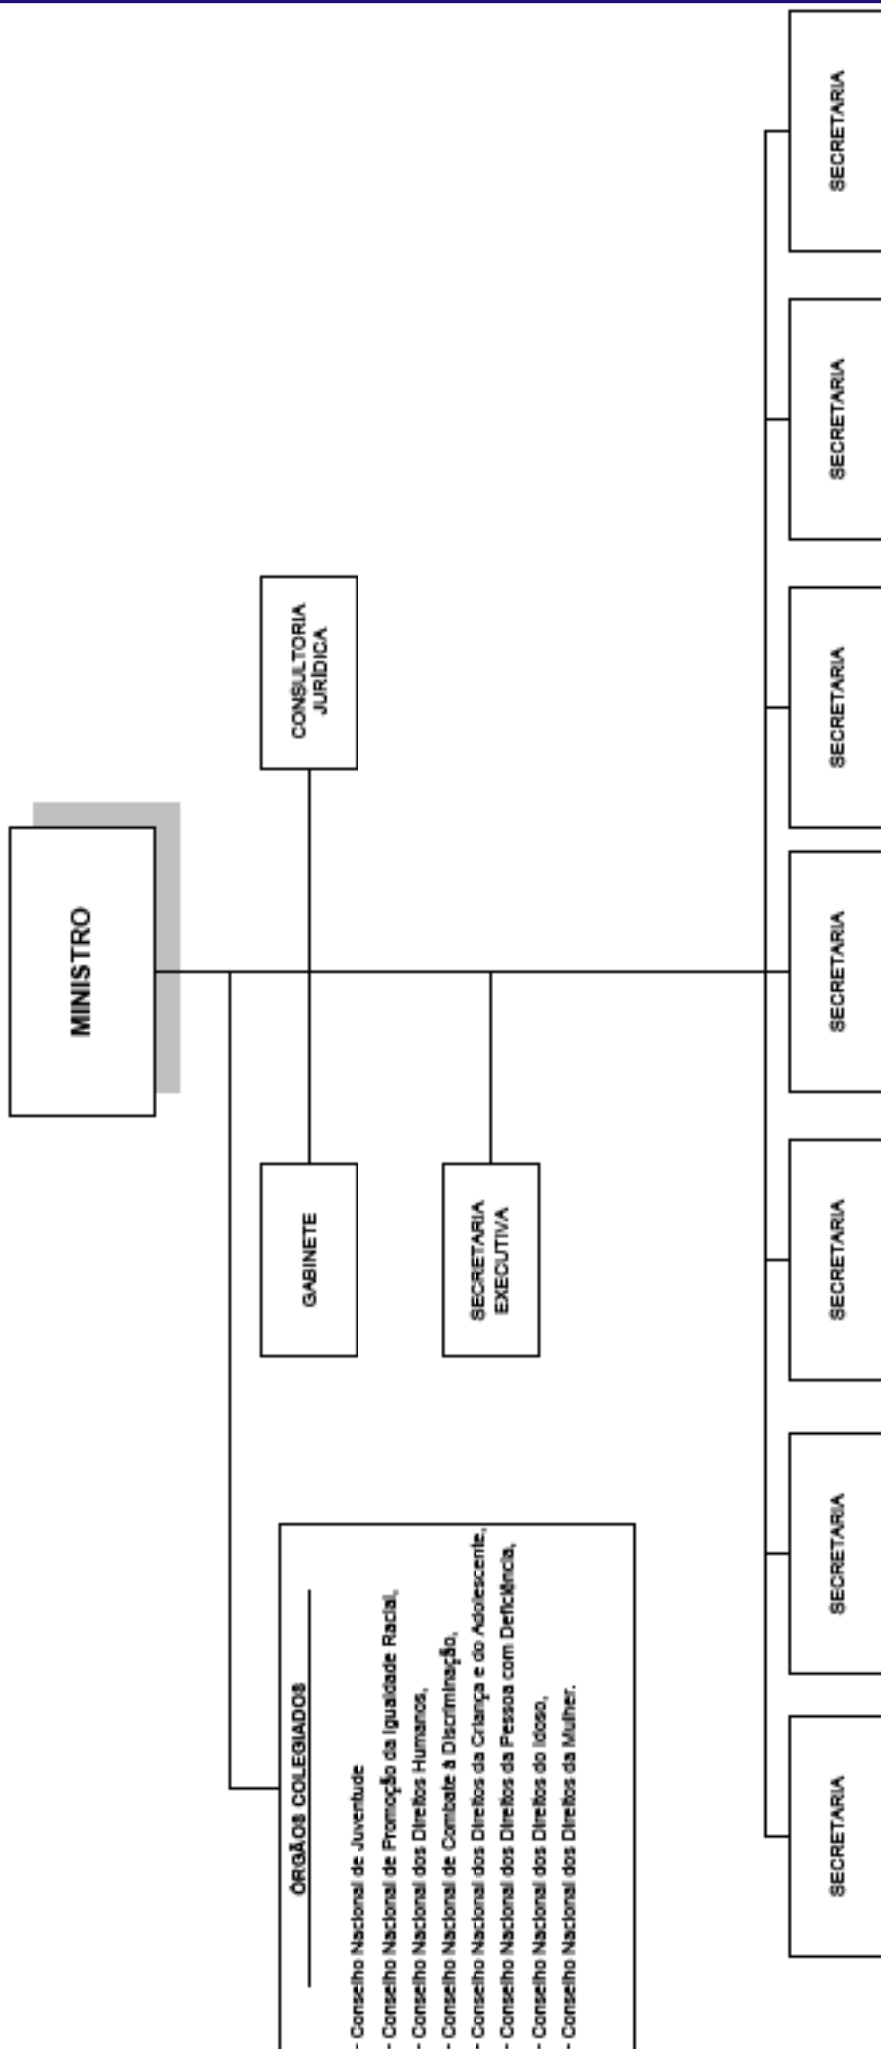 MINISTRO
CONSULTORIA
JURÍDICA
GABINETE
SECRETARIA
EXECUTIVA
ÓRGÃOS COLEGIADOS
- Conselho Nacional de Juventude
- Conselho Nacional de Promoção da Igualdade Racial,
- Conselho Nacional dos Direitos Humanos,
- Conselho Nacional de Combate à Discriminação,
- Conselho Nacional dos Direitos da Criança e do Adolescente,
- Conselho Nacional dos Direitos da Pessoa com Deficiência,
- Conselho Nacional dos Direitos do Idoso,
- Conselho Nacional dos Direitos da Mulher.
SECRETARIA
SECRETARIA
SECRETARIA
SECRETARIA
SECRETARIA
SECRETARIA
SECRETARIA